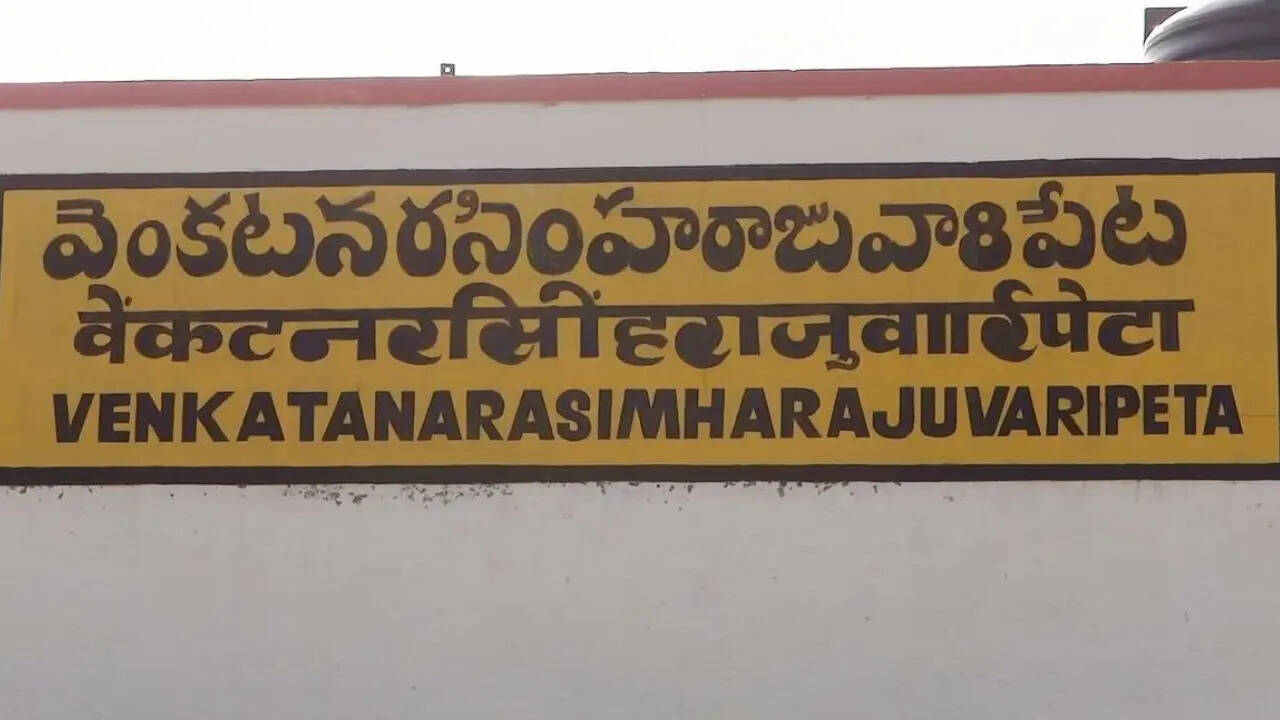 వెంకటనరసింహరాజువారిపేట
वेंकटनरसिंहराजुवारिपेटा
VENKATANARASIMHARAJUVARIPETA